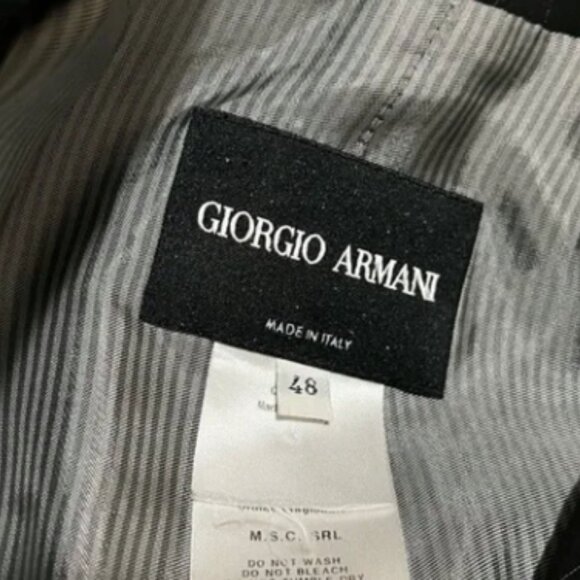 GIORGIO ARMANI
MADE IN ITALY
48
M.S.C. SRL
DO NOT WASH
DO NOT BLEACH